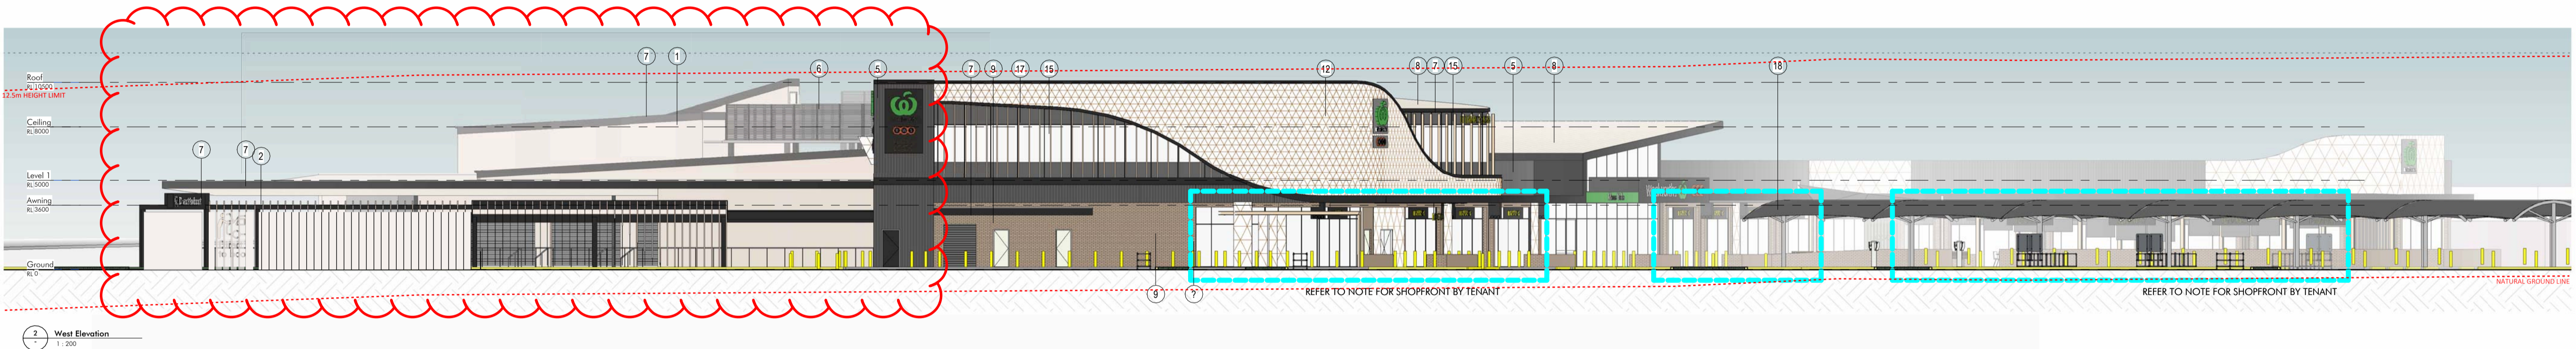 7
1
6
5
7
9
17
15
12
8
7
15
5
8
18
Roof
RL 10500
12.5m HEIGHT LIMIT
Ceiling
RL 8000
7
7
2
Level 1
RL 5000
Awning
RL 3600
Ground
RL 0
9
?
REFER TO NOTE FOR SHOPFRONT BY TENANT
REFER TO NOTE FOR SHOPFRONT BY TENANT
NATURAL GROUND LINE
2
-
West Elevation
1 : 200